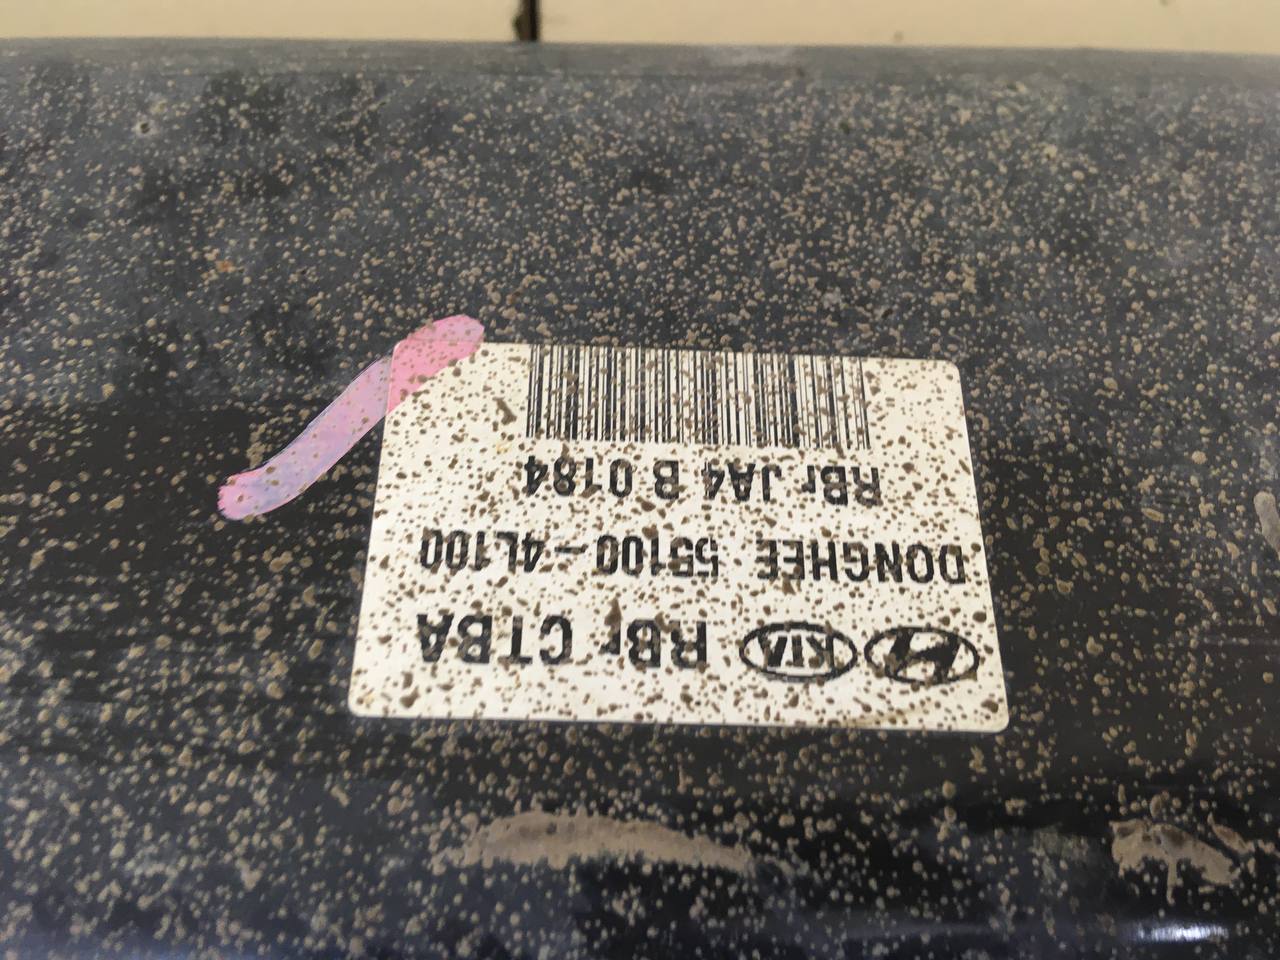 KIA RBr CTBA
DONGHEE 55100-4L100
RBr JA4 B 0184